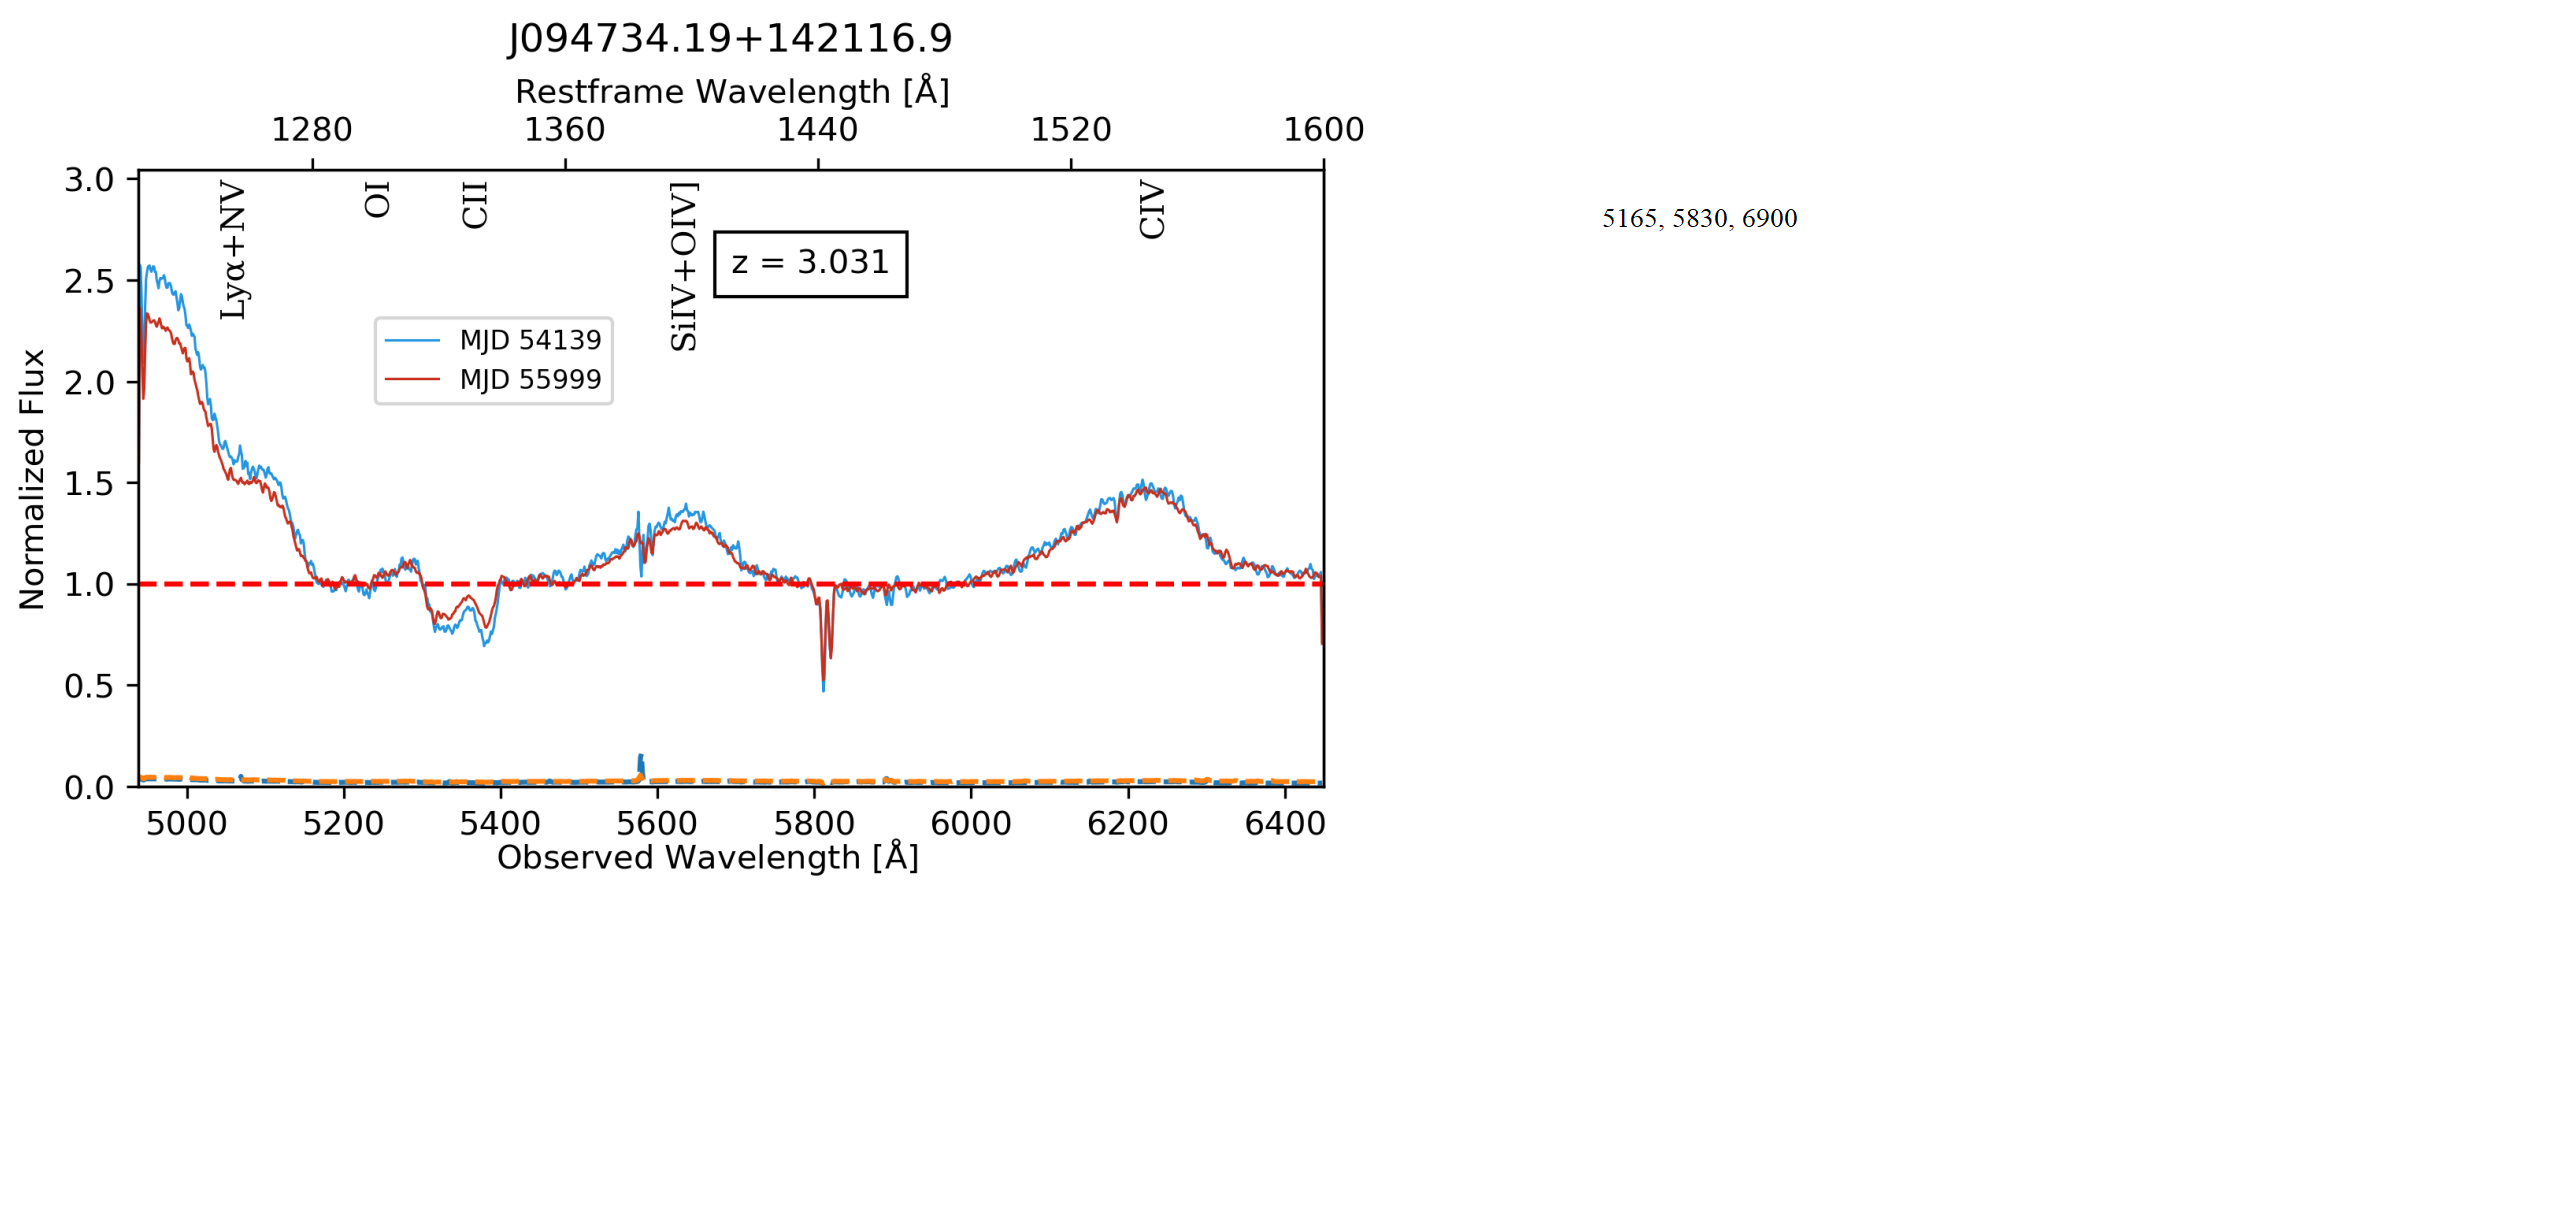 J094734.19+142116.9
Restframe Wavelength [Å]
1280 1360 1440 1520 1600
3.0
2.5
2.0
1.5
1.0
0.5
0.0
Normalized Flux
Lyα+NV
OI
CII
SiIV+OIV]
CIV
z = 3.031
MJD 54139
MJD 55999
5000 5200 5400 5600 5800 6000 6200 6400
Observed Wavelength [Å]
5165, 5830, 6900